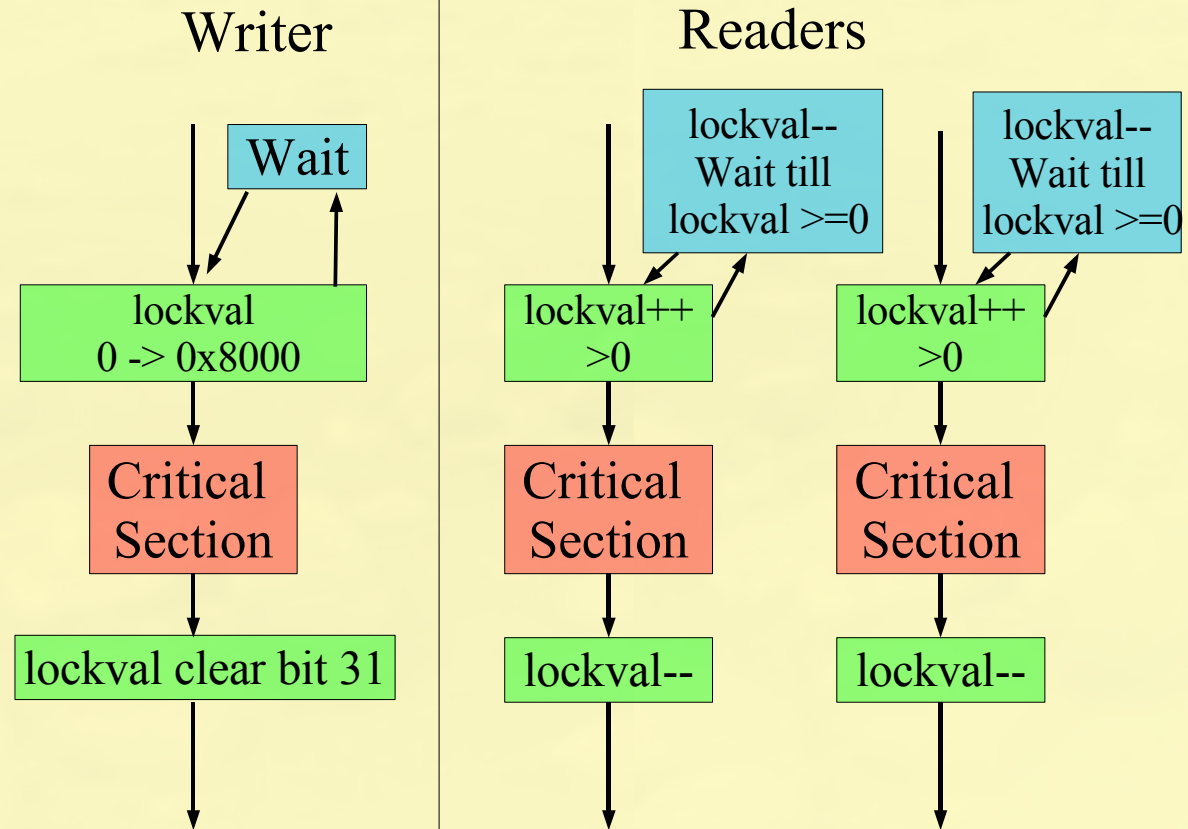 Writer
Wait
lockval
0 -> 0x8000
Critical
Section
lockval clear bit 31
Readers
lockval--
Wait till
lockval >=0
lockval++
>0
Critical
Section
lockval--
lockval--
Wait till
lockval >=0
lockval++
>0
Critical
Section
lockval--